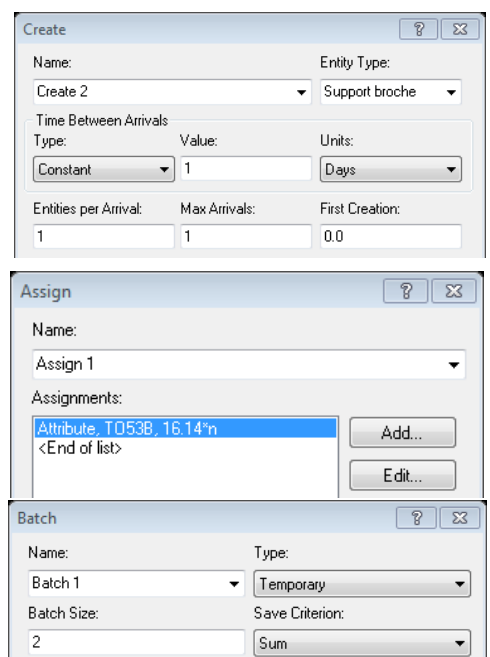 Create
Name: Entity Type:
Create 2 Support broche
Time Between Arrivals
Type: Value: Units:
Constant 1 Days
Entities per Arrival: Max Arrivals: First Creation:
1 1 0.0
Assign
Name:
Assign 1
Assignments:
Attribute, TO53B, 16.14*n
<End of list>
Add...
Edit...
Batch
Name: Type:
Batch 1 Temporary
Batch Size: Save Criterion:
2 Sum